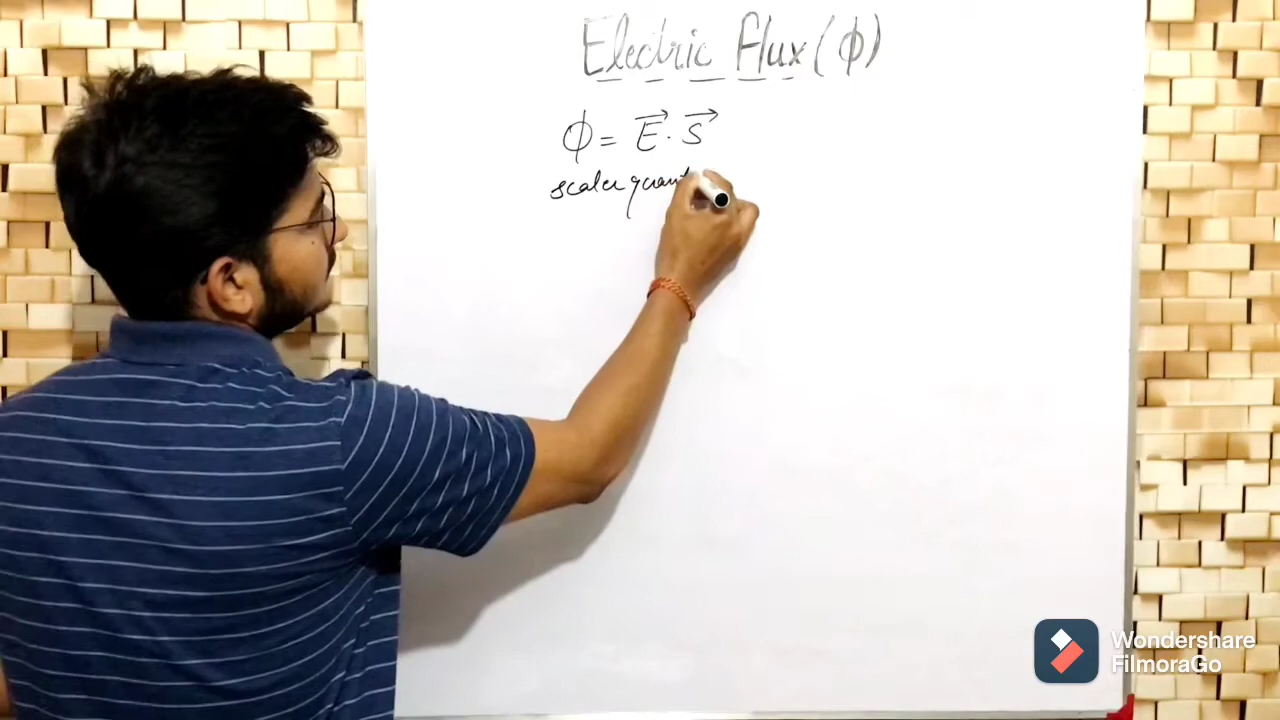 Electric Flux (ϕ)
ϕ = E⃗ · S⃗
scaler quant
Wondershare
FilmoraGo